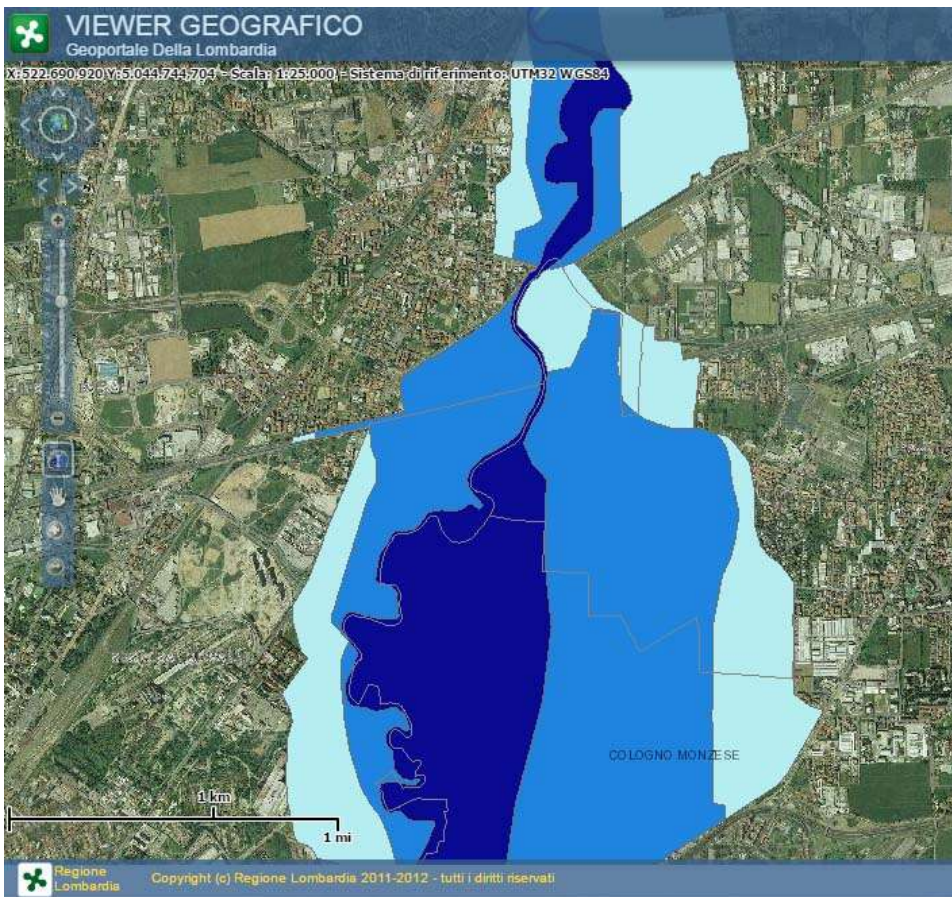 VIEWER GEOGRAFICO
Geoportale Della Lombardia
X:522.690,920 Y:5.044.744,704 - Scala: 1:25.000, - Sistema di riferimento: UTM32 WGS84
COLOGNO MONZESE
1 km
1 mi
Regione
Lombardia
Copyright (c) Regione Lombardia 2011-2012 - tutti i diritti riservati